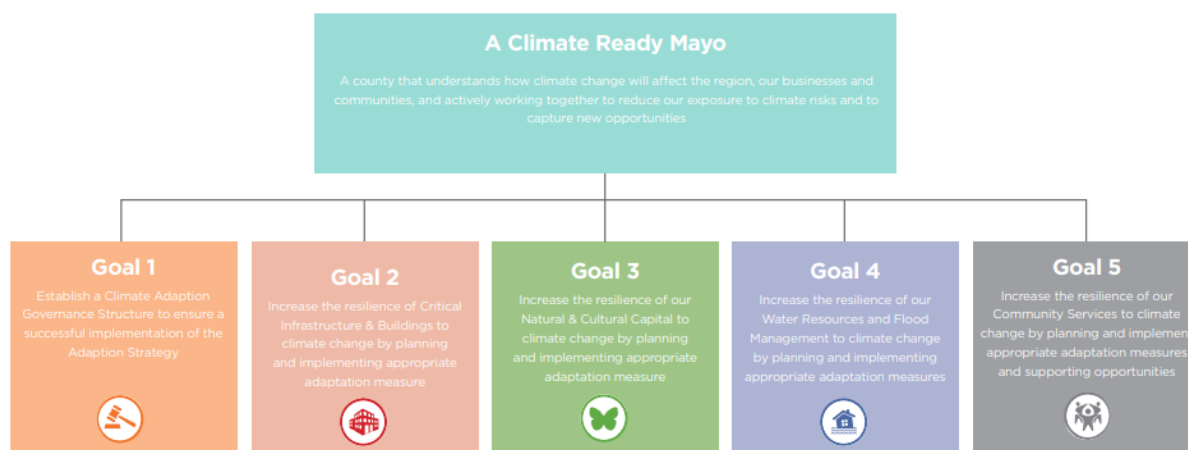 A Climate Ready Mayo
A county that understands how climate change will affect the region, our businesses and
communities, and actively working together to reduce our exposure to climate risks and to
capture new opportunities
Goal 1
Establish a Climate Adaption
Governance Structure to ensure a
successful implementation of the
Adaption Strategy
Goal 2
Increase the resilience of Critical
Infrastructure & Buildings to
climate change by planning
and implementing appropriate
adaptation measure
Goal 3
Increase the resilience of our
Natural & Cultural Capital to
climate change by planning
and implementing appropriate
adaptation measure
Goal 4
Increase the resilience of our
Water Resources and Flood
Management to climate change
by planning and implementing
appropriate adaptation measures
Goal 5
Increase the resilience of our
Community Services to climate
change by planning and implemen
appropriate adaptation measures
and supporting opportunities